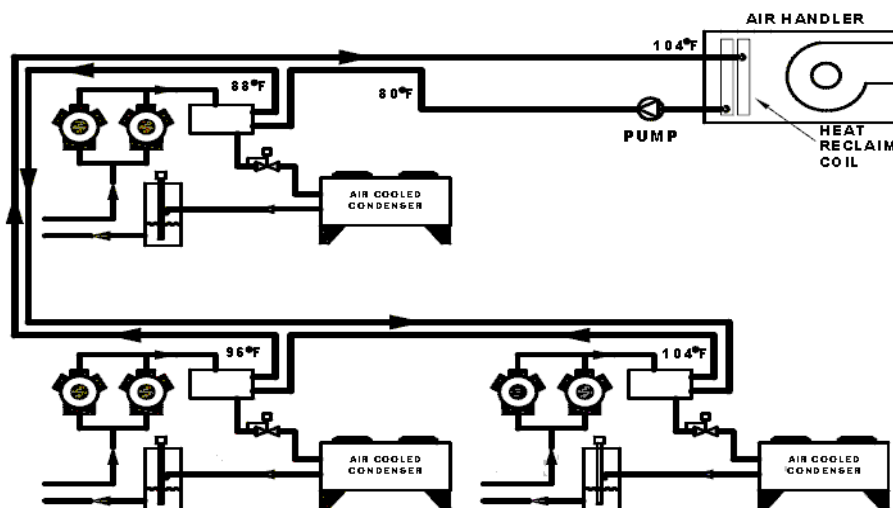 AIR HANDLER
104°F
88°F
80°F
PUMP
HEAT
RECLAIM
COIL
AIR COOLED
CONDENSER
96°F
104°F
AIR COOLED
CONDENSER
AIR COOLED
CONDENSER